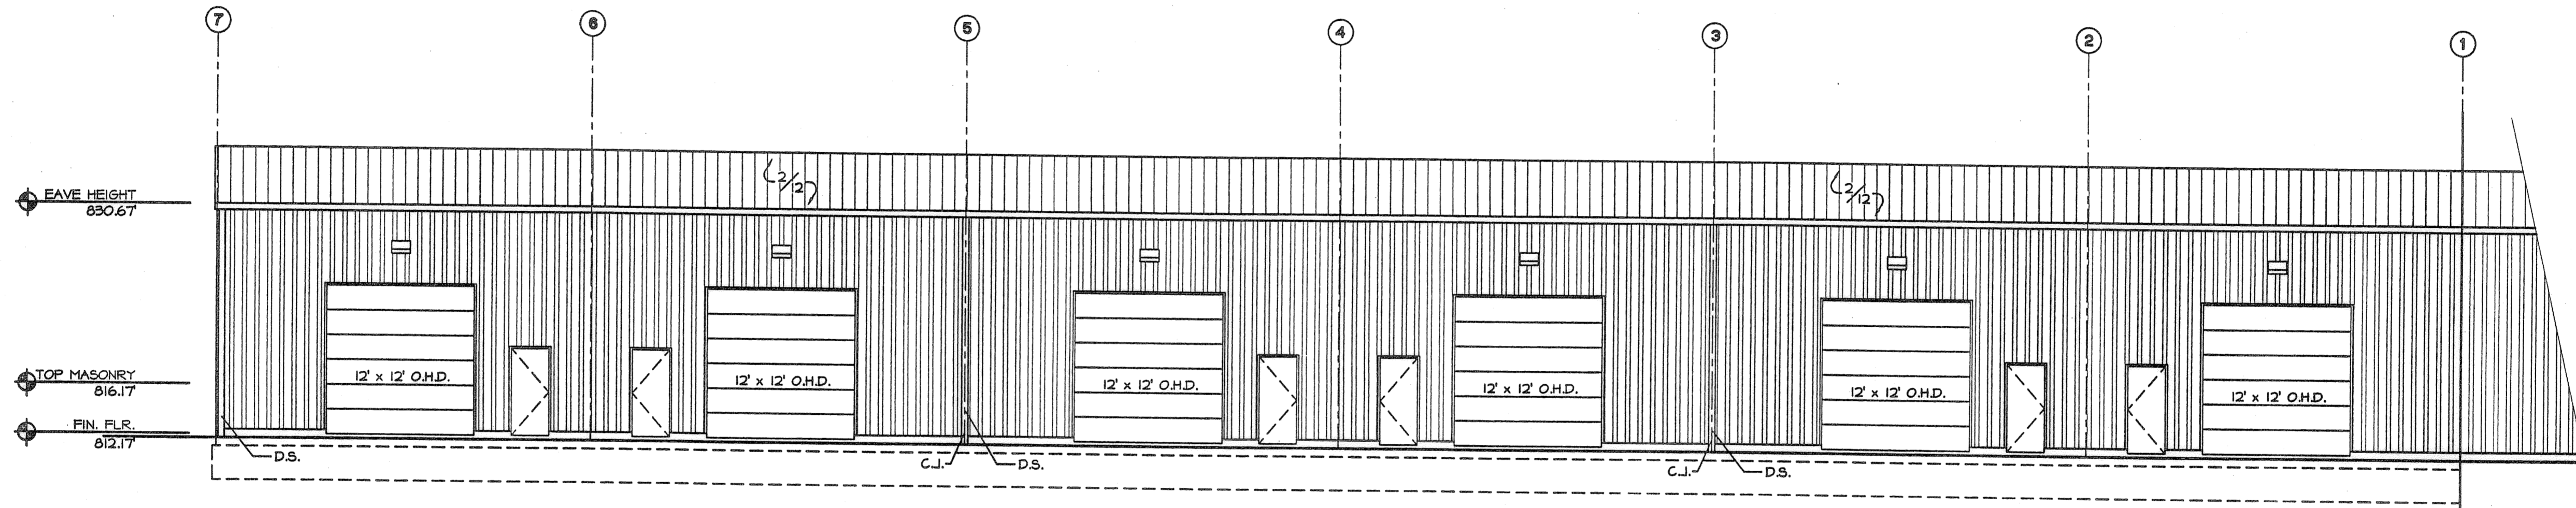 7 6 5 4 3 2 1
2/12 2/12
EAVE HEIGHT
830.67'
TOP MASONRY
816.17'
FIN. FLR.
812.17'
12' x 12' O.H.D. 12' x 12' O.H.D. 12' x 12' O.H.D. 12' x 12' O.H.D. 12' x 12' O.H.D. 12' x 12' O.H.D.
D.S. C.J. D.S. C.J. D.S.